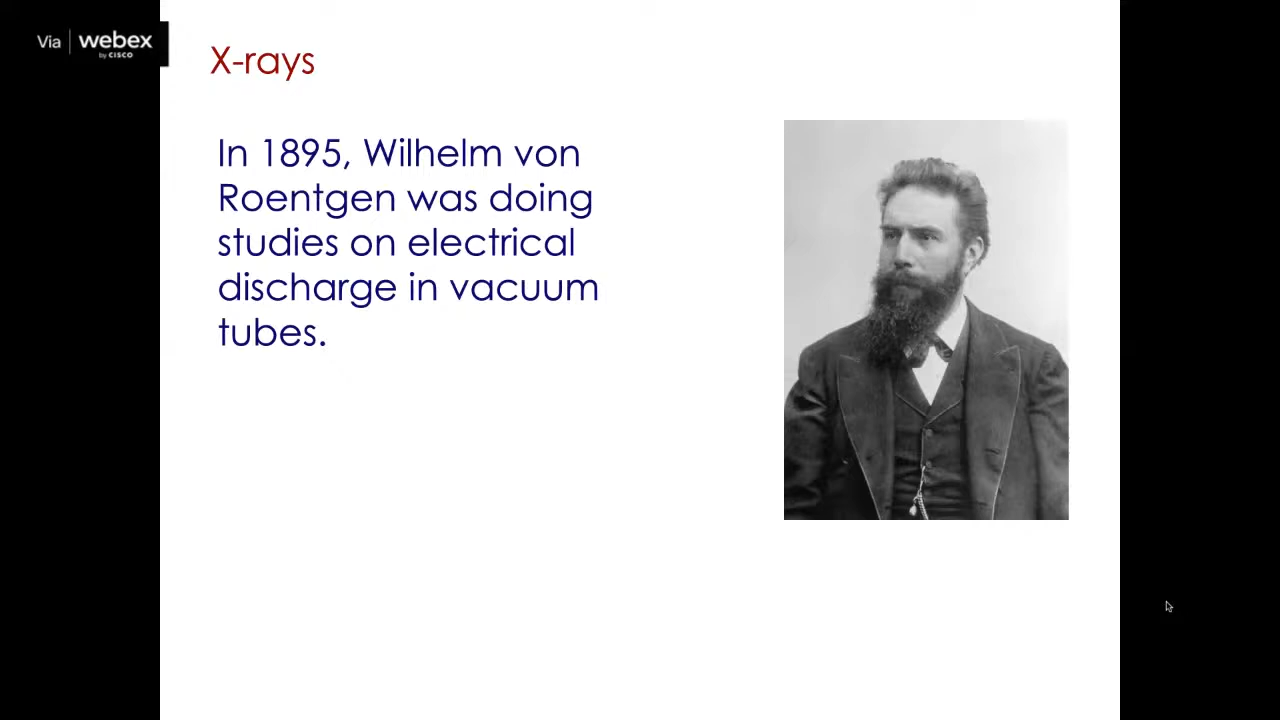 Via webex
by CISCO
X-rays
In 1895, Wilhelm von
Roentgen was doing
studies on electrical
discharge in vacuum
tubes.